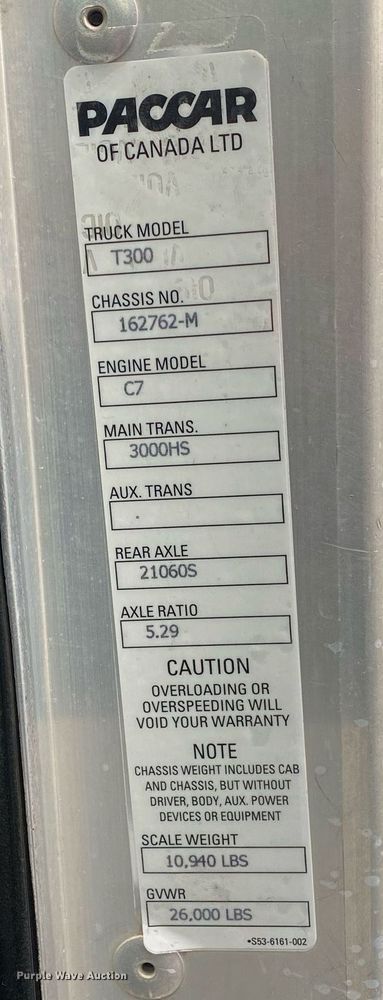 PACCAR
OF CANADA LTD
TRUCK MODEL
T300
CHASSIS NO.
162762-M
ENGINE MODEL
C7
MAIN TRANS.
3000HS
AUX. TRANS
.
REAR AXLE
21060S
AXLE RATIO
5.29
CAUTION
OVERLOADING OR
OVERSPEEDING WILL
VOID YOUR WARRANTY
NOTE
CHASSIS WEIGHT INCLUDES CAB
AND CHASSIS, BUT WITHOUT
DRIVER, BODY, AUX. POWER
DEVICES OR EQUIPMENT
SCALE WEIGHT
10,940 LBS
GVWR
26,000 LBS
•S53-6161-002
Purple Wave Auction